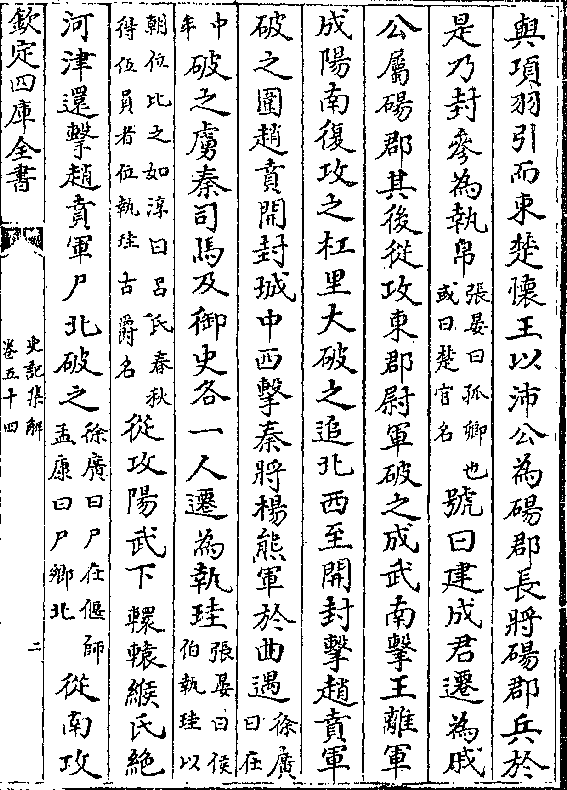 與項羽引而東楚懐王以沛公為碭郡長將碭郡兵於
是乃封參為執帛張晏曰孤卿也或曰楚官名號曰建成君遷為戚
公屬碭郡其後從攻東郡尉軍破之成武南擊王離軍
成陽南復攻之杠里大破之追北西至開封擊趙賁軍
破之圍趙賁開封城中西擊秦將楊熊軍於曲遇徐廣曰在
中牟破之虜秦司馬及御史各一人遷為執珪張晏曰侯伯執珪以
朝位比之如淳曰吕氏春秋得伍員者位執珪古爵名從攻陽武下轘轅緱氏絶
河津還擊趙賁軍尸北破之徐廣曰尸在偃師孟康曰尸鄉北從南攻
欽定四庫全書
史記集解
卷五十四
二